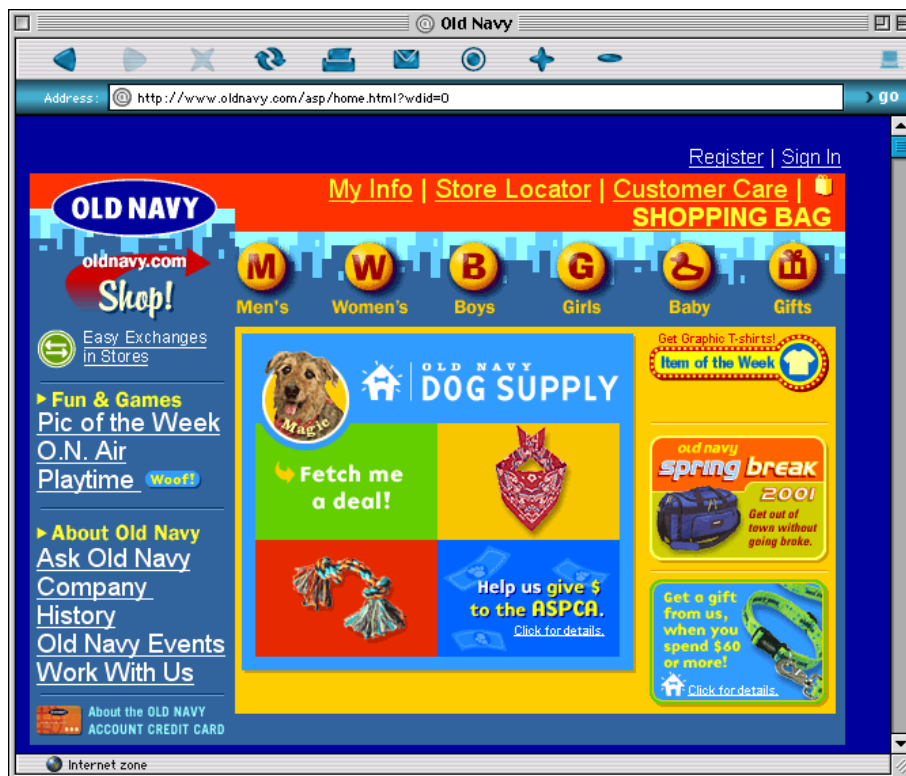 Old Navy
Address: http://www.oldnavy.com/asp/home.html?wdid=0 go
Register | Sign In
My Info | Store Locator | Customer Care |
SHOPPING BAG
OLD NAVY
oldnavy.com
Shop!
M W B G
Men's Women's Boys Girls Baby Gifts
Easy Exchanges
in Stores
Fun & Games
Pic of the Week
O.N. Air
Playtime Woof!
About Old Navy
Ask Old Navy
Company
History
Old Navy Events
Work With Us
About the OLD NAVY
ACCOUNT CREDIT CARD
Magic
OLD NAVY
DOG SUPPLY
Fetch me
a deal!
Help us give $
to the ASPCA.
Click for details.
Get Graphic T-shirts!
Item of the Week
old navy
spring break
2001
Get out of
town without
going broke.
Get a gift
from us,
when you
spend $60
or more!
Click for details.
Internet zone